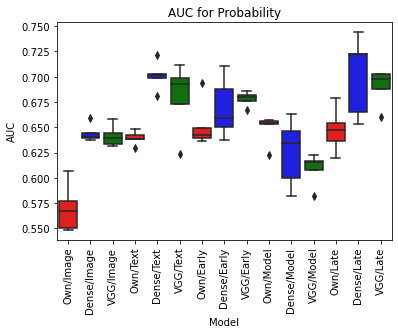 AUC for Probability
AUC
0.750
0.725
0.700
0.675
0.650
0.625
0.600
0.575
0.550
Own/Image
Dense/Image
VGG/Image
Own/Text
Dense/Text
VGG/Text
Own/Early
Dense/Early
VGG/Early
Own/Model
Dense/Model
VGG/Model
Own/Late
Dense/Late
VGG/Late
Model